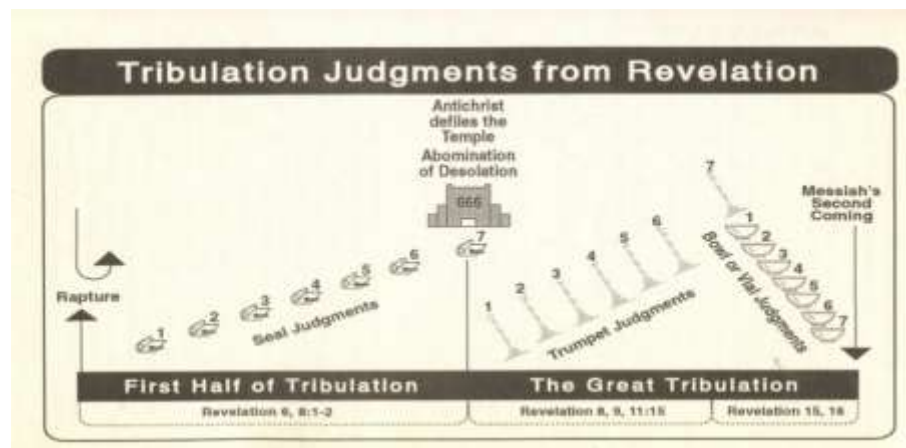 Tribulation Judgments from Revelation
Antichrist
defiles the
Temple
Abomination
of Desolation
666
7
Messiah's
Second
Coming
Rapture
1
2
3
4
5
6
7
Seal Judgments
1
2
3
4
5
6
Trumpet Judgments
1
2
3
4
5
6
7
Bowl or Vial Judgments
First Half of Tribulation
The Great Tribulation
Revelation 6, 8:1-2
Revelation 8, 9, 11:15
Revelation 15, 16